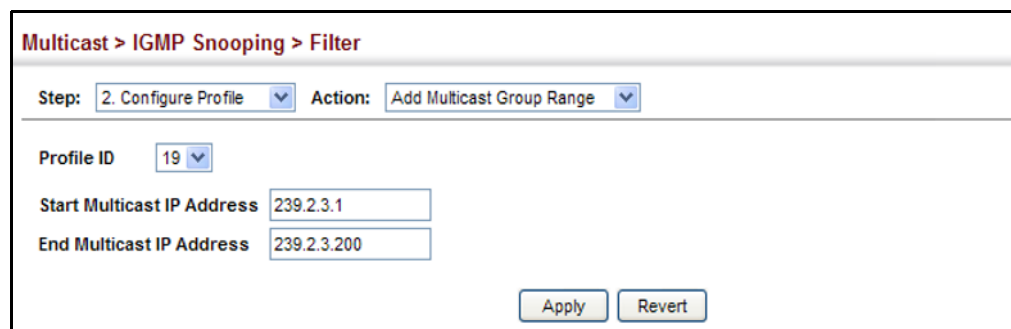 Multicast > IGMP Snooping > Filter
Step: 2. Configure Profile Action: Add Multicast Group Range
Profile ID 19
Start Multicast IP Address 239.2.3.1
End Multicast IP Address 239.2.3.200
Apply Revert